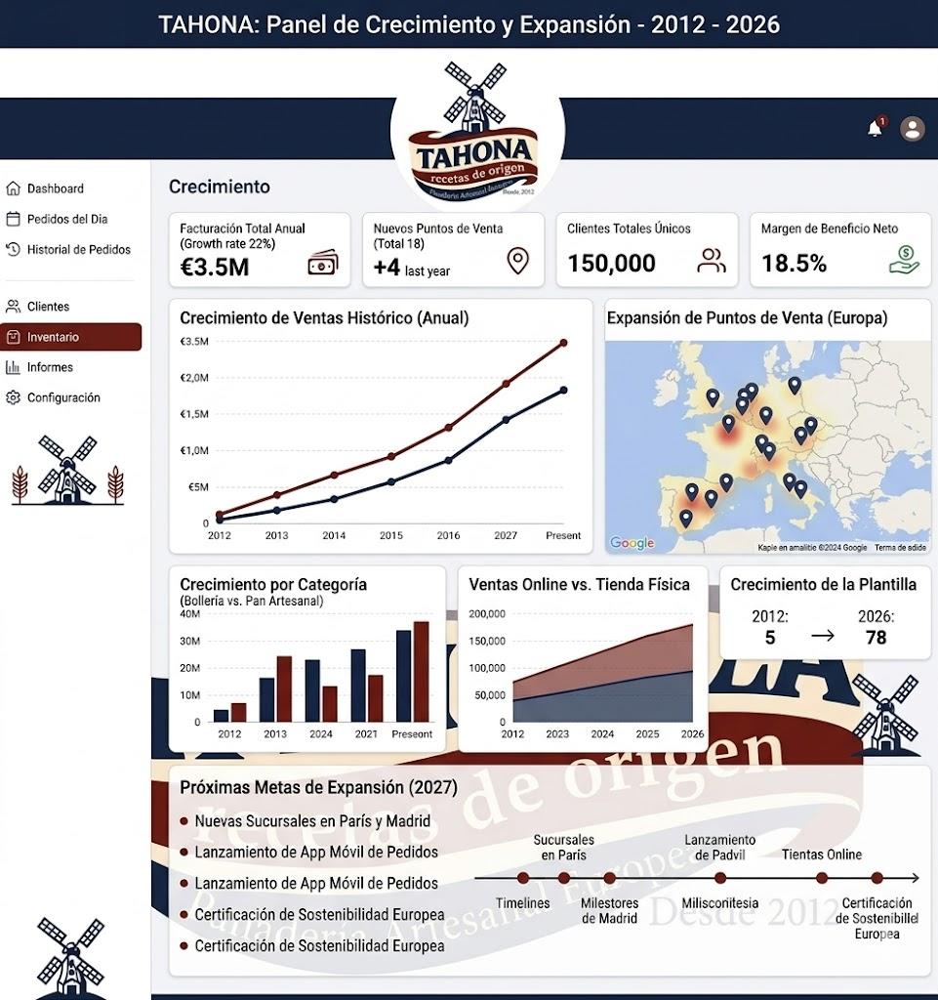 TAHONA: Panel de Crecimiento y Expansión - 2012 - 2026
TAHONA
recetas de origen
Desde, 2012
1
Dashboard
Pedidos del Dia
Historial de Pedidos
Clientes
Inventario
Informes
Configuración
Crecimiento
Facturación Total Anual
(Growth rate 22%)
€3.5M
Nuevos Puntos de Venta
(Total 18)
+4 last year
Clientes Totales Únicos
150,000
Margen de Beneficio Neto
18.5%
Crecimiento de Ventas Histórico (Anual)
€3.5M
€2,0M
€1,5M
€1,0M
€5M
0
2012 2013 2014 2015 2016 2027 Present
Expansión de Puntos de Venta (Europa)
Google
Kapie en amalitie ©2024 Google Terma de sdide
Crecimiento por Categoría
(Bollería vs. Pan Artesanal)
40M
30M
20M
10M
0
2012 2013 2024 2021 Preseont
Ventas Online vs. Tienda Física
200,000
150,000
100,000
50,000
0
2012 2023 2024 2025 2026
Crecimiento de la Plantilla
2012: 2026:
5 → 78
Próximas Metas de Expansión (2027)
Nuevas Sucursales en París y Madrid
Lanzamiento de App Móvil de Pedidos
Lanzamiento de App Móvil de Pedidos
Certificación de Sostenibilidad Europea
Certificación de Sostenibilidad Europea
Sucursales
en París
Lanzamiento
de Padvil
Tientas Online
Timelines
Milestores
de Madrid
Miliscoritesia
Certificación
de Sostenibillel
Europea
recetas de origen
Panadería Artesanal Europea
Desde 2012